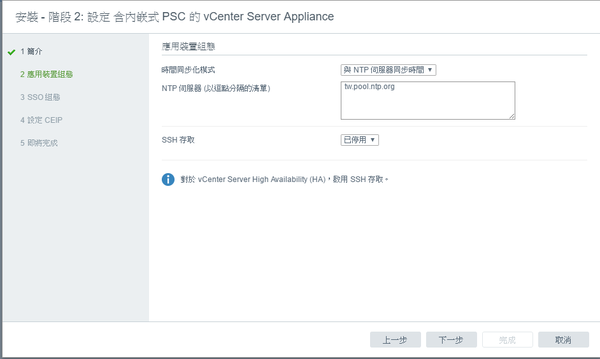 安裝 - 階段 2: 設定 含內嵌式 PSC 的 vCenter Server Appliance
1 簡介
2 應用裝置組態
3 SSO 組態
4 設定 CEIP
5 即將完成
應用裝置組態
時間同步化模式
與 NTP 伺服器同步時間
NTP 伺服器 (以逗點分隔的清單)
tw.pool.ntp.org
SSH 存取
已停用
對於 vCenter Server High Availability (HA)，啟用 SSH 存取。
上一步
下一步
完成
取消